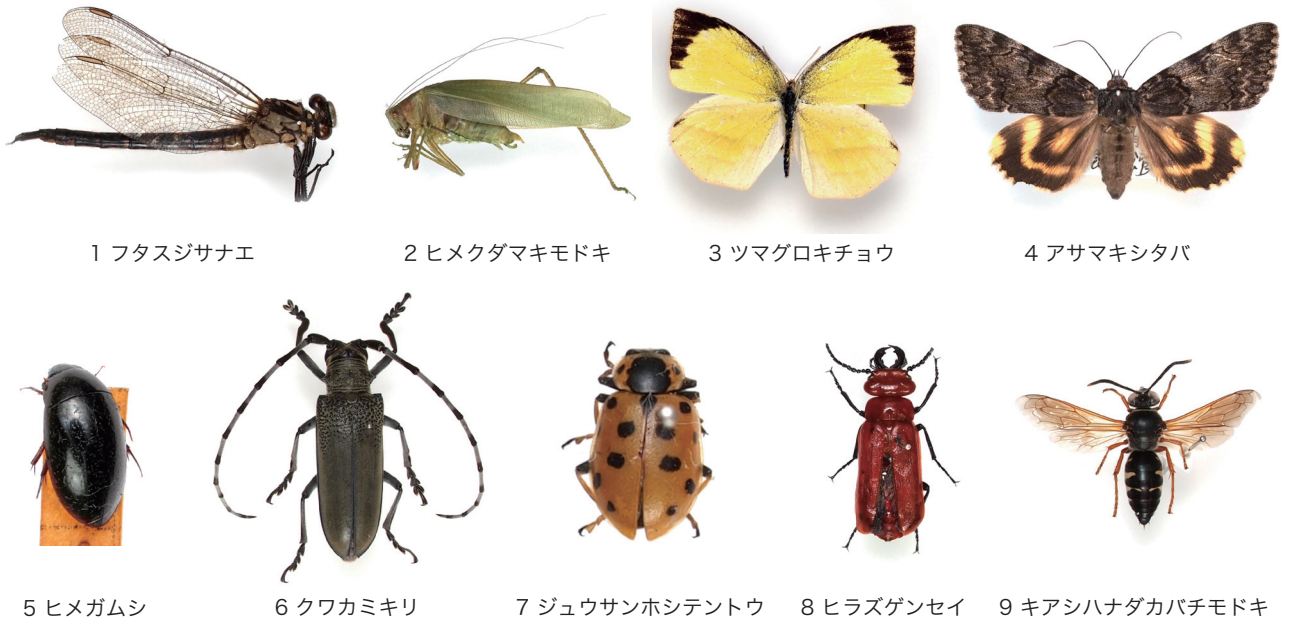 1 フタスジサナエ
2 ヒメクダマキモドキ
3 ツマグロキチョウ
4 アサマキシタバ
5 ヒメガムシ
6 クワカミキリ
7 ジュウサンホシテントウ
8 ヒラズゲンセイ
9 キアシハナダカバチモドキ